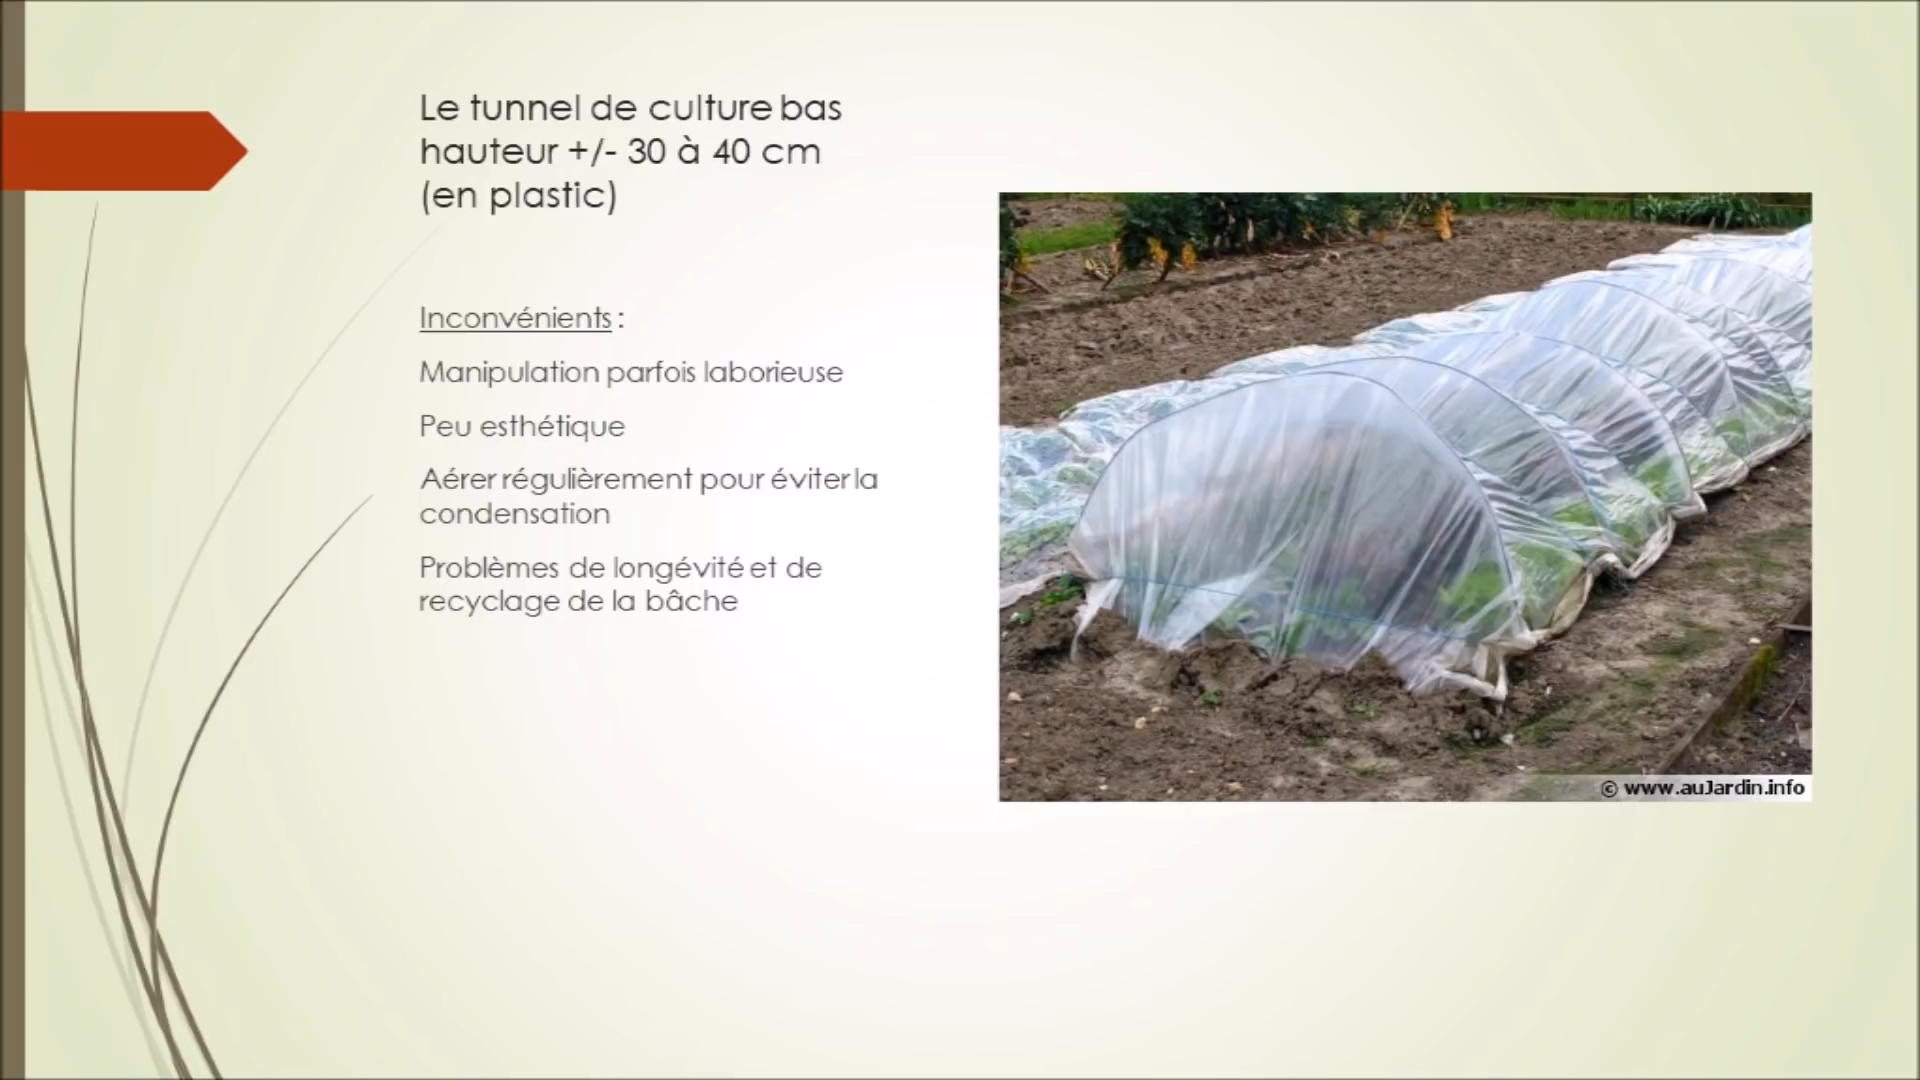 Le tunnel de culture bas
hauteur +/- 30 à 40 cm
(en plastic)
Inconvénients :
Manipulation parfois laborieuse
Peu esthétique
Aérer régulièrement pour éviter la
condensation
Problèmes de longévité et de
recyclage de la bâche
© www.auJardin.info